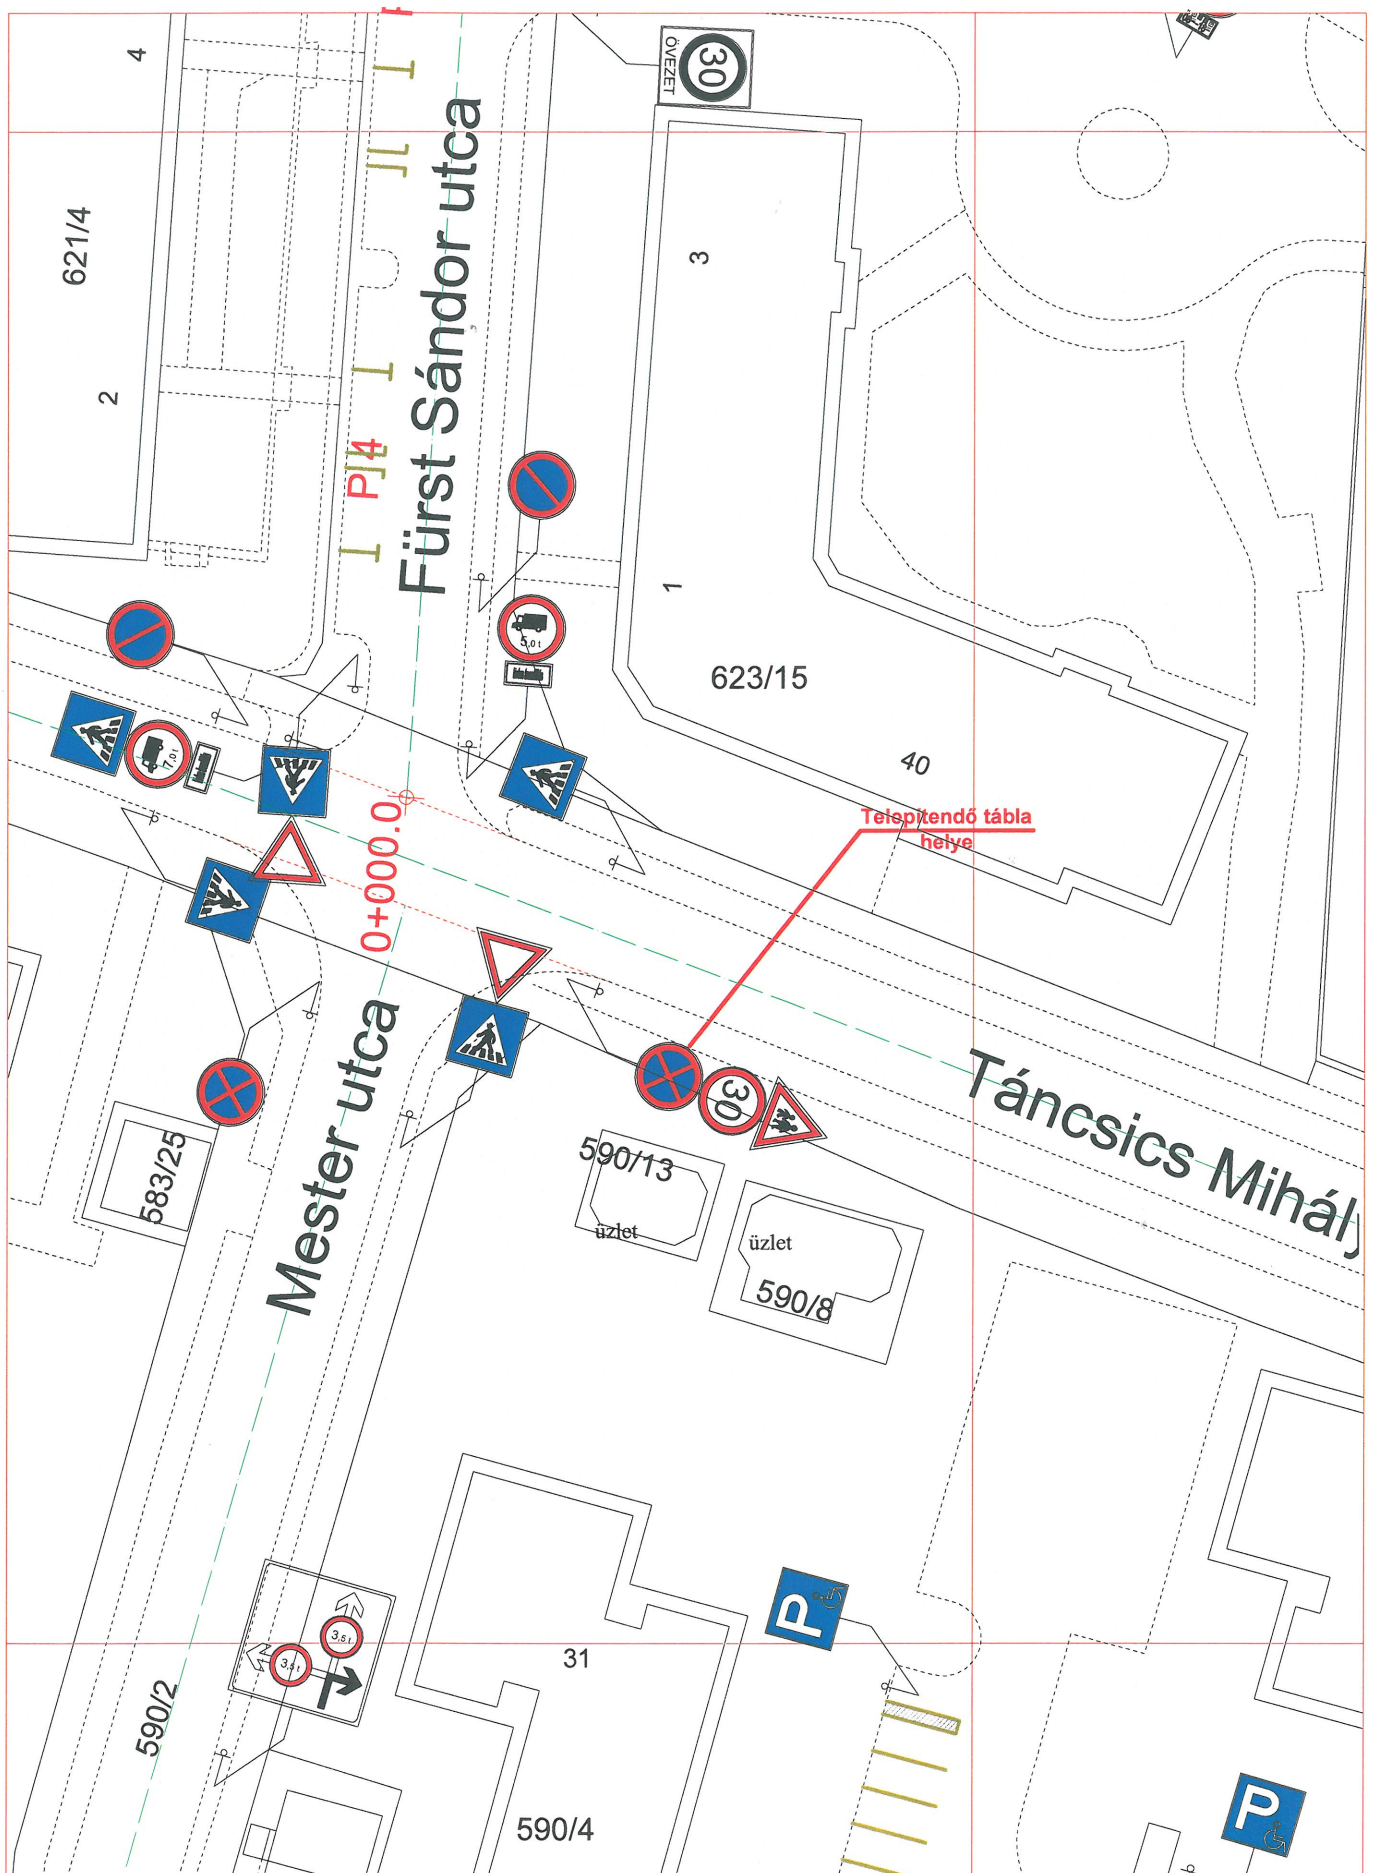 4
30
ÖVEZET
Fürst Sándor utca
621/4
3
2
P 4
1
5,0 t
623/15
40
7,0 t
Telepítendő tábla
helye
0+000.0
Mester utca
Táncsics Mihály
30
583/25
590/13
üzlet
üzlet
590/8
3,5 t
3,5 t
P
31
590/2
590/4
P